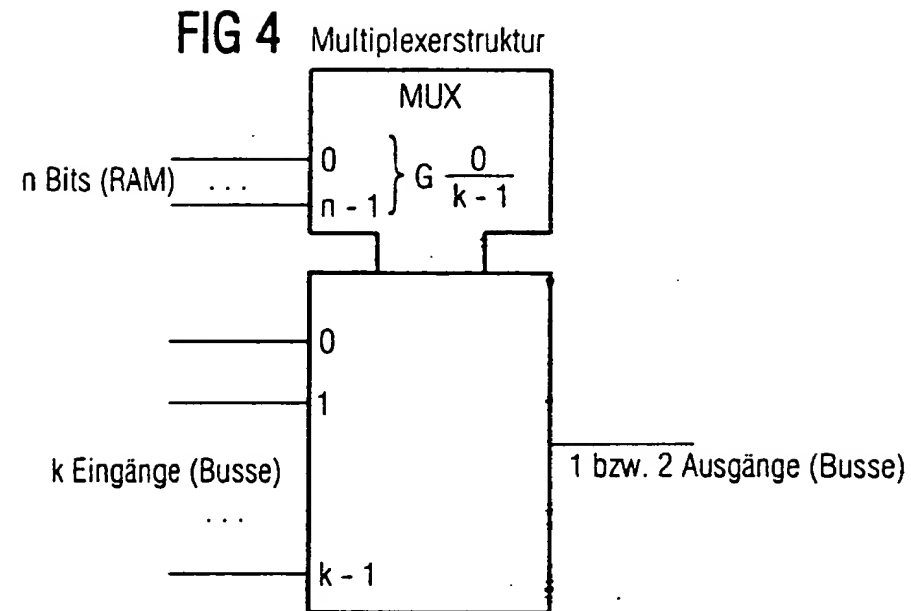 FIG 4 Multiplexerstruktur
MUX
n Bits (RAM) ... 0 } G 0
n - 1 k - 1
0
1
k Eingänge (Busse)
1 bzw. 2 Ausgänge (Busse)
...
k - 1